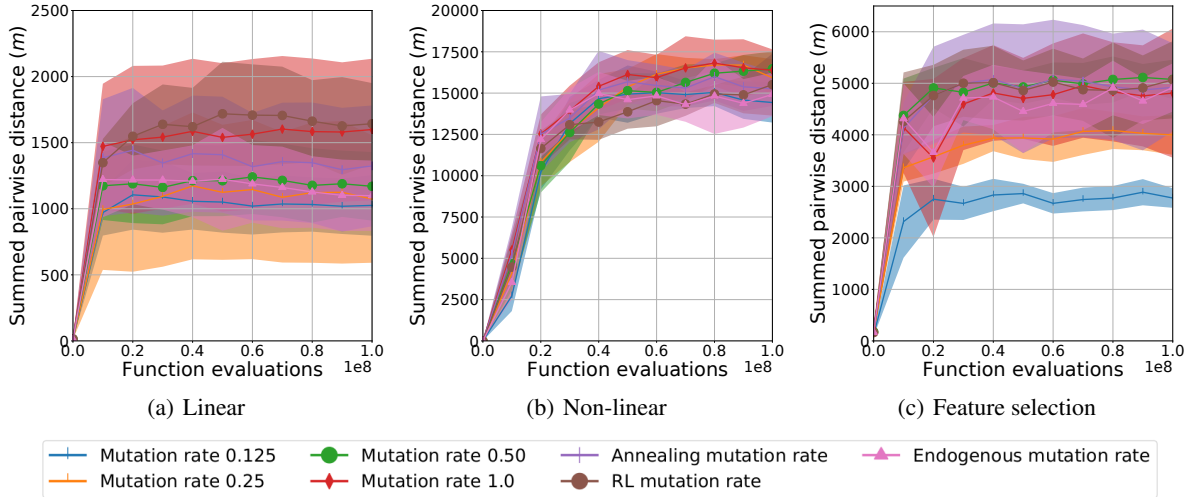 2500
2000
1500
1000
500
0
0.0
0.2
0.4
0.6
0.8
1.0
1e8
Summed pairwise distance (m)
Function evaluations
(a) Linear
20000
17500
15000
12500
10000
7500
5000
2500
0
0.0
0.2
0.4
0.6
0.8
1.0
1e8
Summed pairwise distance (m)
Function evaluations
(b) Non-linear
6000
5000
4000
3000
2000
1000
0
0.0
0.2
0.4
0.6
0.8
1.0
1e8
Summed pairwise distance (m)
Function evaluations
(c) Feature selection
Mutation rate 0.125
Mutation rate 0.25
Mutation rate 0.50
Mutation rate 1.0
Annealing mutation rate
RL mutation rate
Endogenous mutation rate